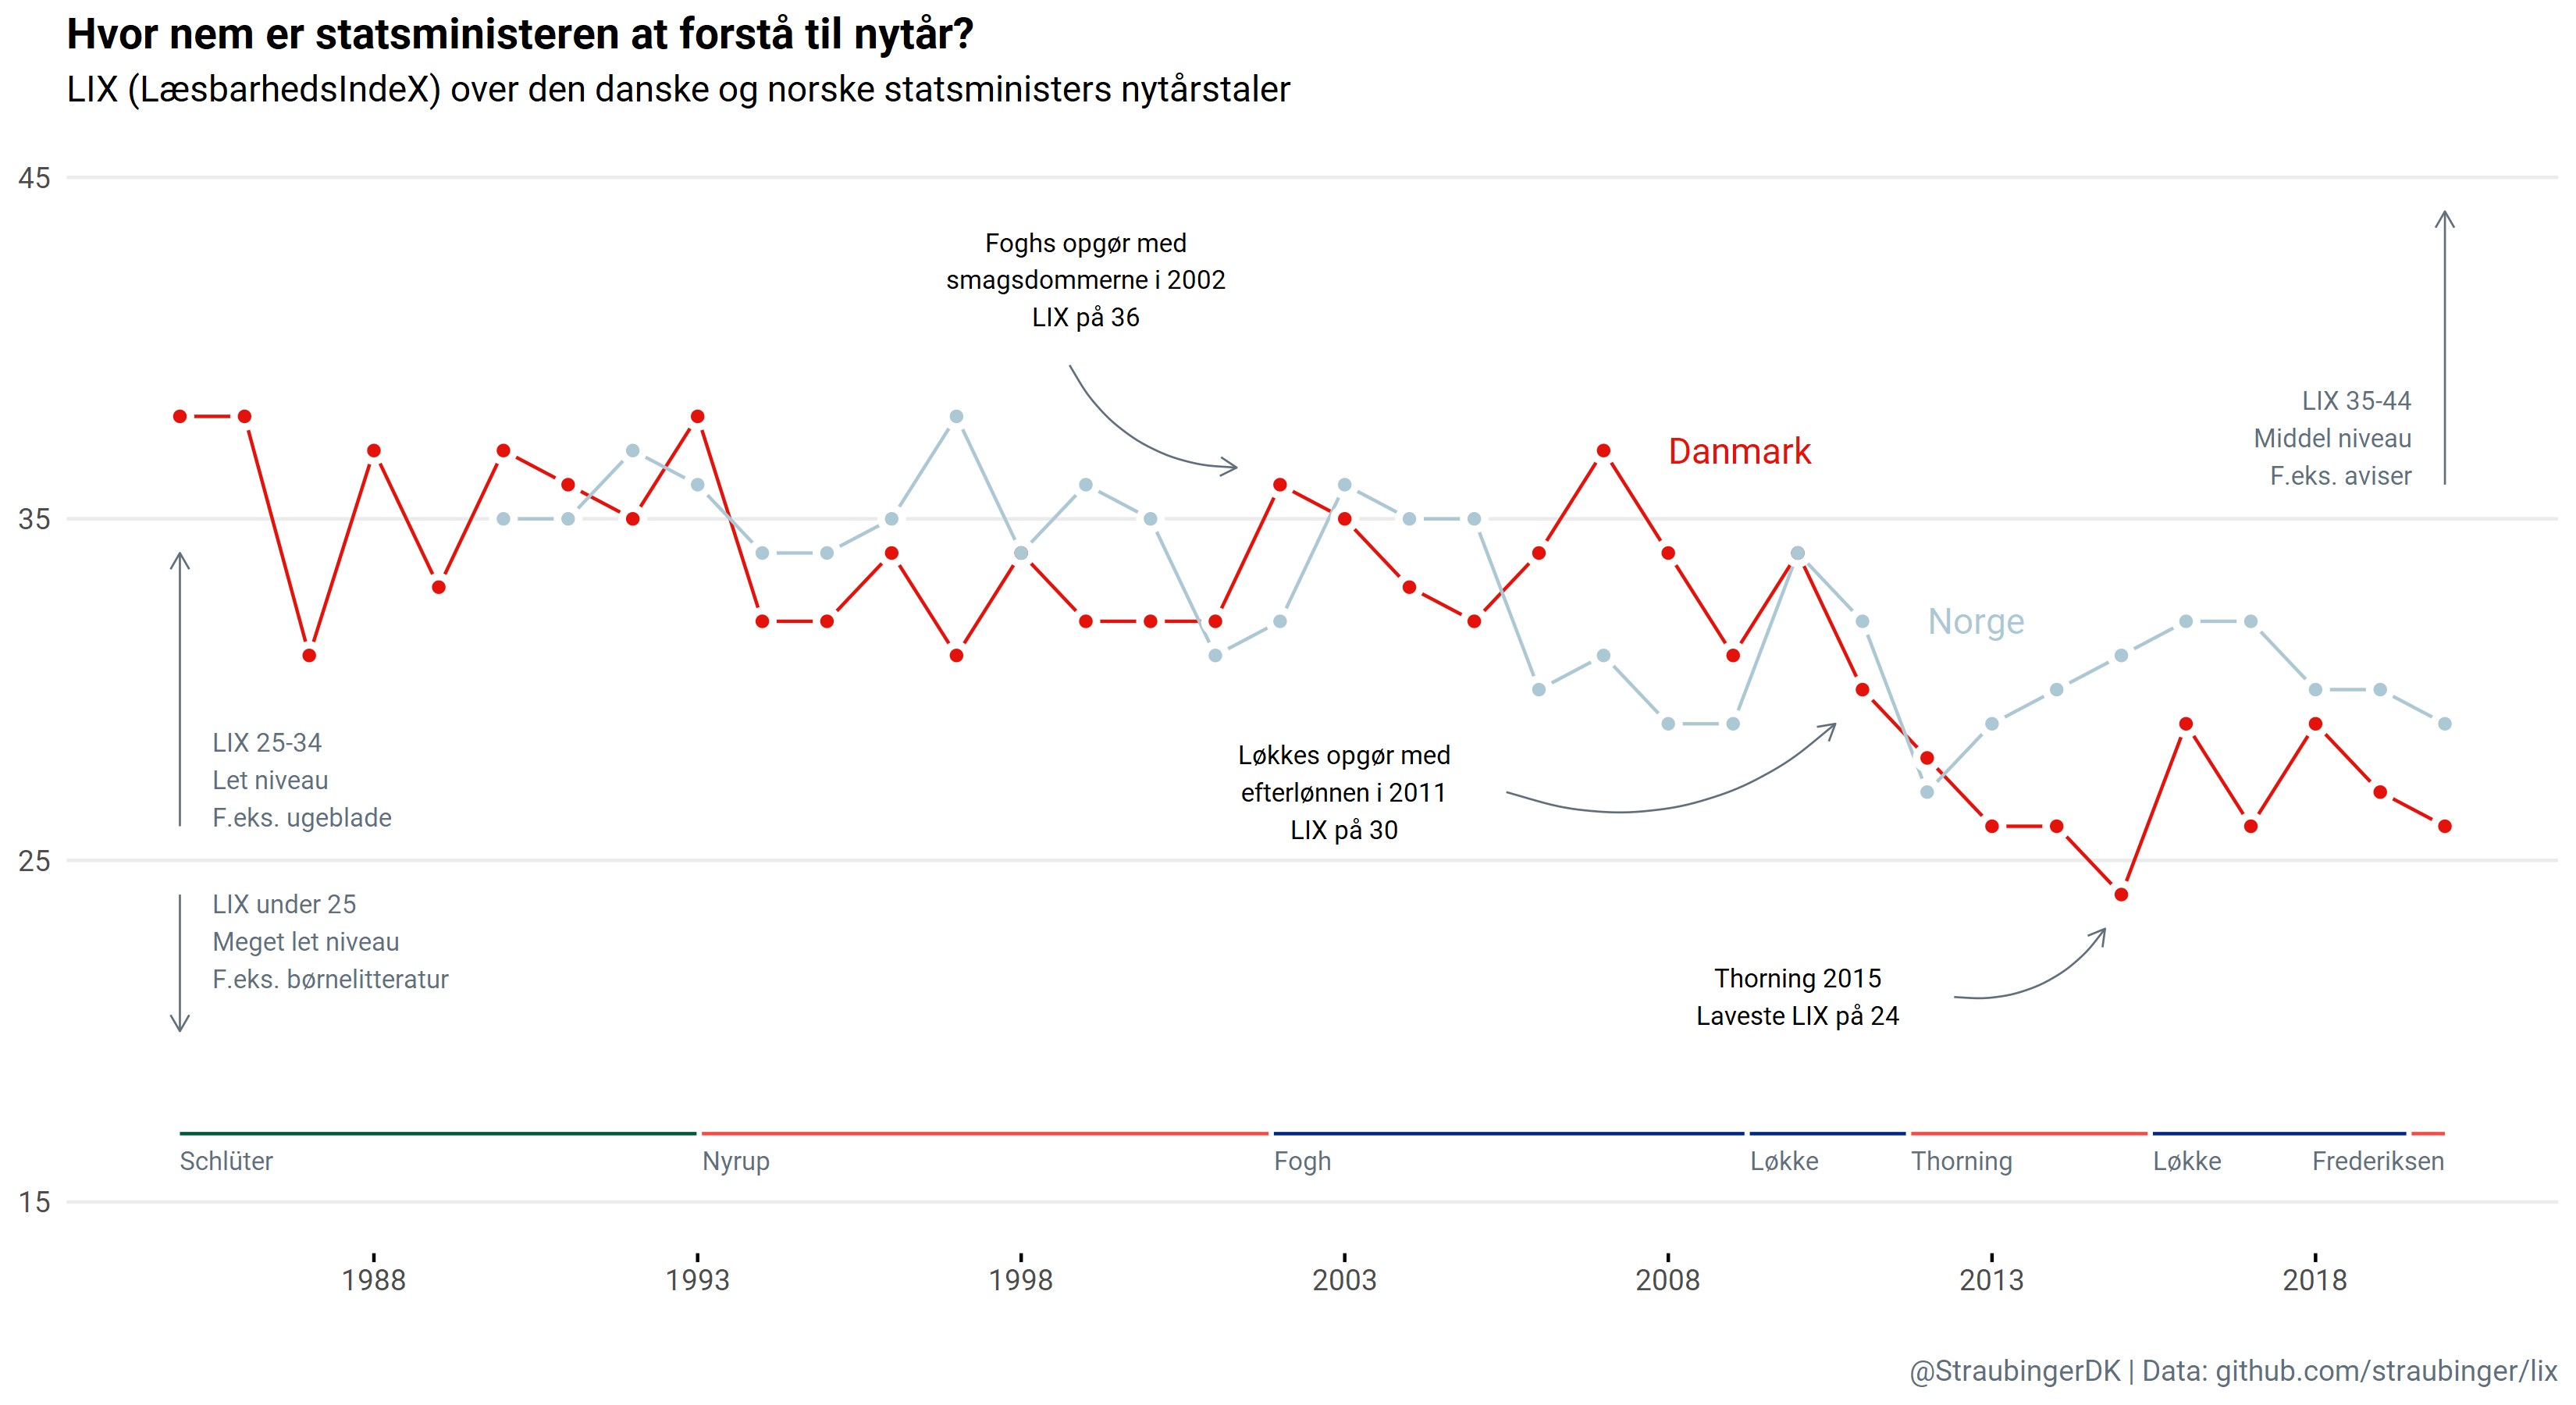 Hvor nem er statsministeren at forstå til nytår?
LIX (LæsbarhedsIndeX) over den danske og norske statsministers nytårstaler
45
35
25
15
Foghs opgør med
smagsdommerne i 2002
LIX på 36
LIX 35-44
Middel niveau
F.eks. aviser
Danmark
Norge
LIX 25-34
Let niveau
F.eks. ugeblade
Løkkes opgør med
efterlønnen i 2011
LIX på 30
LIX under 25
Meget let niveau
F.eks. børnelitteratur
Thorning 2015
Laveste LIX på 24
Schlüter
Nyrup
Fogh
Løkke
Thorning
Løkke
Frederiksen
1988
1993
1998
2003
2008
2013
2018
@StraubingerDK | Data: github.com/straubinger/lix